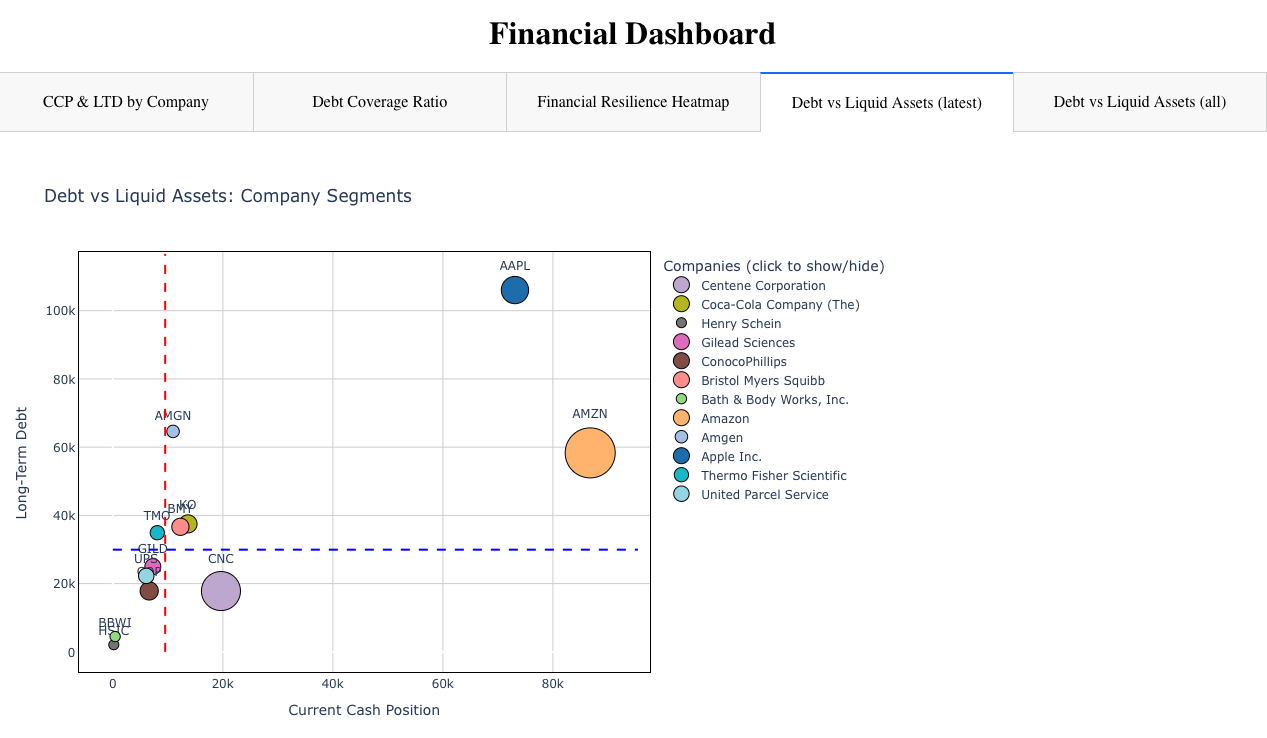 Financial Dashboard
CCP & LTD by Company
Debt Coverage Ratio
Financial Resilience Heatmap
Debt vs Liquid Assets (latest)
Debt vs Liquid Assets (all)
Debt vs Liquid Assets: Company Segments
Long-Term Debt
100k
80k
60k
40k
20k
0
AAPL
AMGN
AMZN
KO
BMY
TMO
GILD
UPS
COP
CNC
BBWI
HSIC
0
20k
40k
60k
80k
Current Cash Position
Companies (click to show/hide)
Centene Corporation
Coca-Cola Company (The)
Henry Schein
Gilead Sciences
ConocoPhillips
Bristol Myers Squibb
Bath & Body Works, Inc.
Amazon
Amgen
Apple Inc.
Thermo Fisher Scientific
United Parcel Service